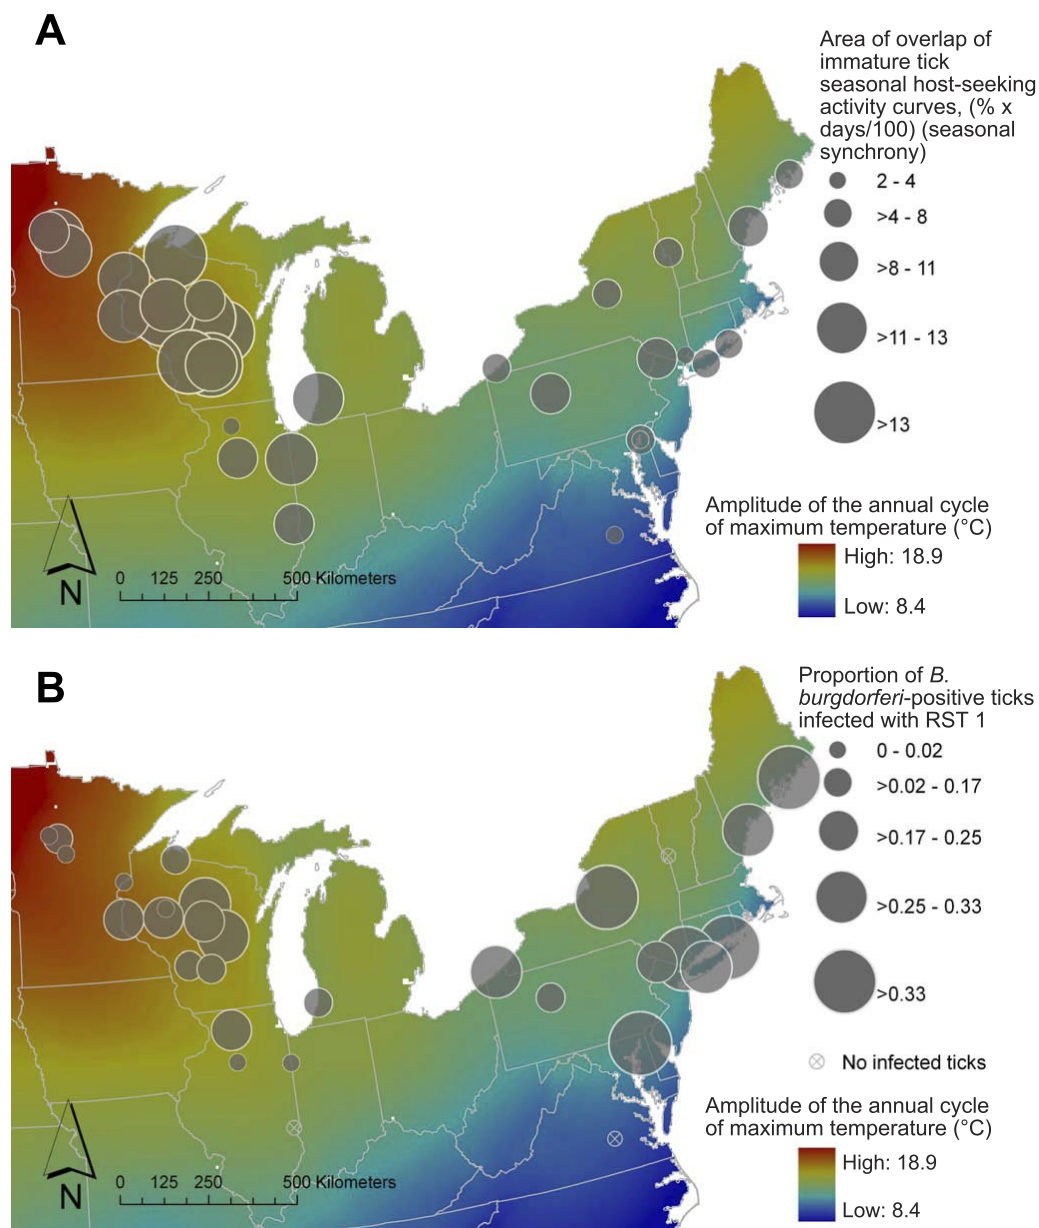 A
Area of overlap of
immature tick
seasonal host-seeking
activity curves, (% x
days/100) (seasonal
synchrony)
2 - 4
>4 - 8
>8 - 11
>11 - 13
>13
Amplitude of the annual cycle
of maximum temperature (°C)
High: 18.9
Low: 8.4
N
0 125 250 500 Kilometers
B
Proportion of B.
burgdorferi-positive ticks
infected with RST 1
0 - 0.02
>0.02 - 0.17
>0.17 - 0.25
>0.25 - 0.33
>0.33
No infected ticks
Amplitude of the annual cycle
of maximum temperature (°C)
High: 18.9
Low: 8.4
N
0 125 250 500 Kilometers